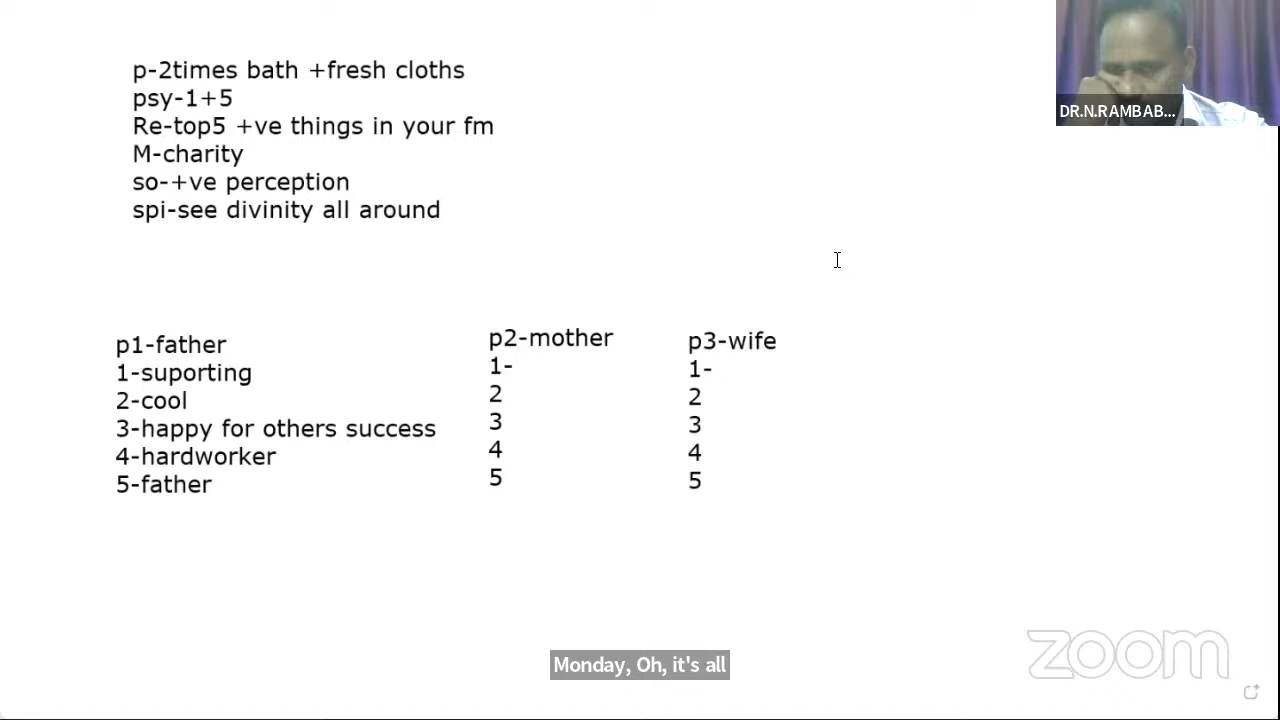 p-2times bath +fresh cloths
psy-1+5
Re-top5 +ve things in your fm
M-charity
so-+ve perception
spi-see divinity all around
DR.N.RAMBAB...
p1-father
1-suporting
2-cool
3-happy for others success
4-hardworker
5-father
p2-mother
1-
2
3
4
5
p3-wife
1-
2
3
4
5
Monday, Oh, it's all
zoom